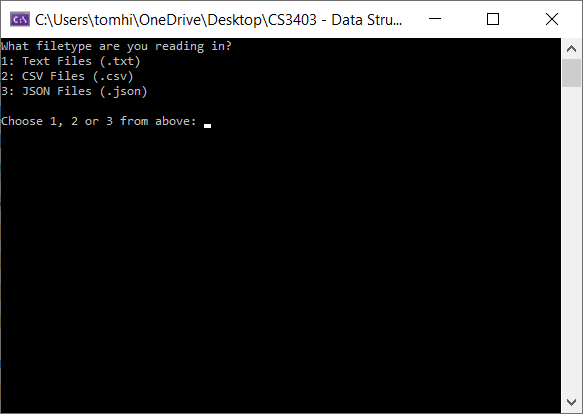 C:\Users\tomhi\OneDrive\Desktop\CS3403 - Data Stru...
What filetype are you reading in?
1: Text Files (.txt)
2: CSV Files (.csv)
3: JSON Files (.json)
Choose 1, 2 or 3 from above: